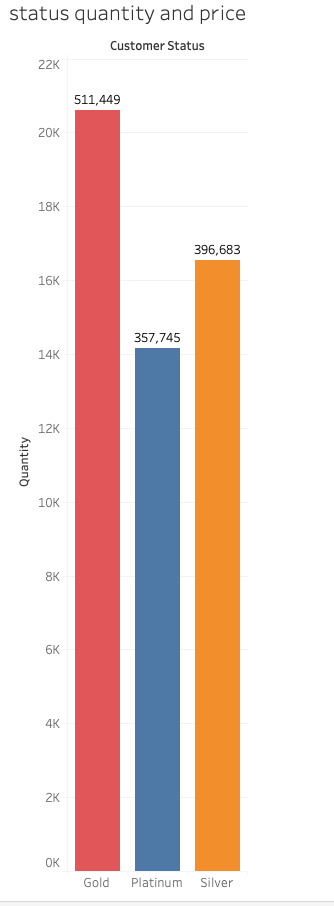 status quantity and price
Customer Status
22K
511,449
20K
18K
396,683
16K
357,745
14K
12K
Quantity
10K
8K
6K
4K
2K
0K
Gold Platinum Silver